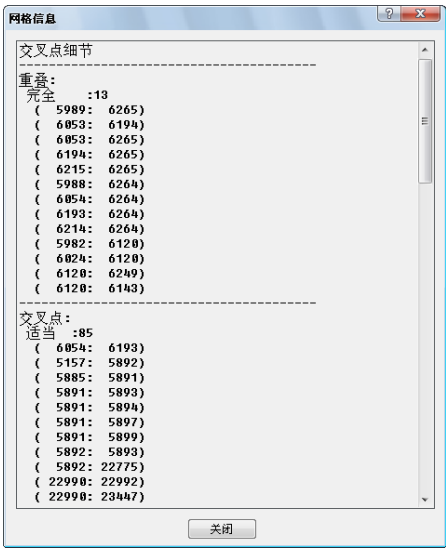 网格信息
交叉点细节
--------------------------------------
重叠:
完全 :13
( 5989: 6265)
( 6053: 6194)
( 6053: 6265)
( 6194: 6265)
( 6215: 6265)
( 5988: 6264)
( 6054: 6264)
( 6193: 6264)
( 6214: 6264)
( 5982: 6120)
( 6024: 6120)
( 6120: 6249)
( 6120: 6143)
--------------------------------------
交叉点:
适当 :85
( 6054: 6193)
( 5157: 5892)
( 5885: 5891)
( 5891: 5893)
( 5891: 5894)
( 5891: 5897)
( 5891: 5899)
( 5892: 5893)
( 5892: 22775)
( 22990: 22992)
( 22990: 23447)
关闭